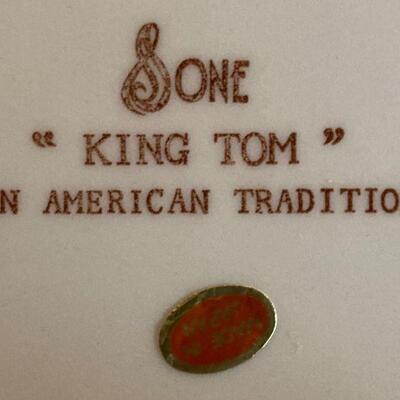 SONE
" KING TOM "
N AMERICAN TRADITIO